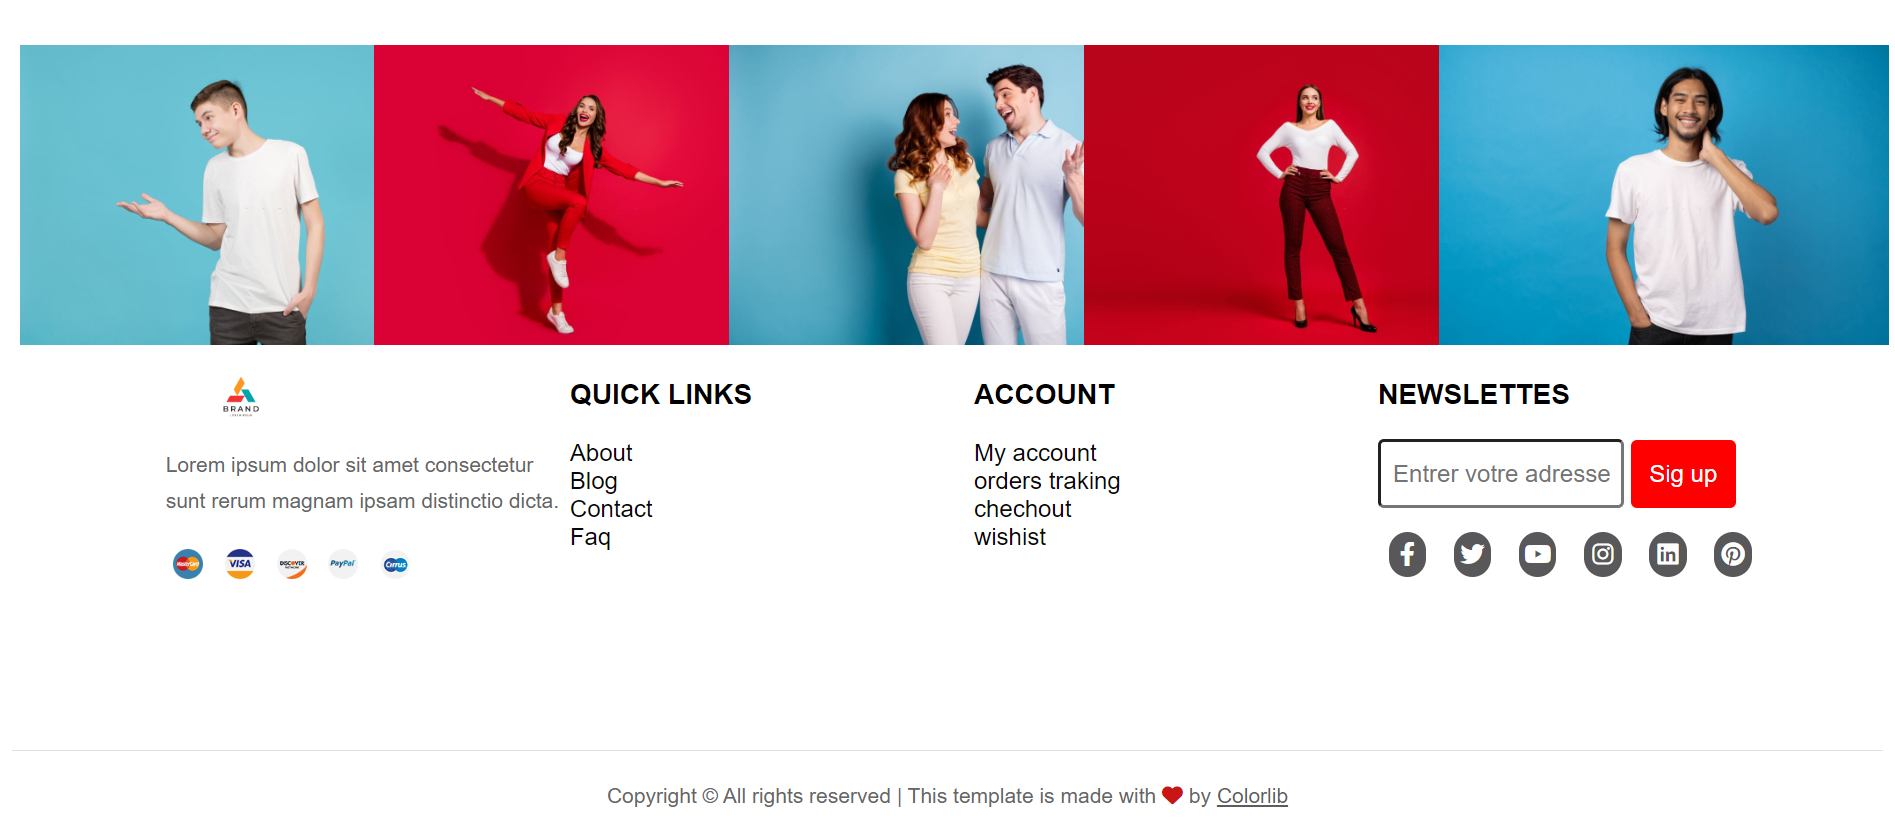 BRAND
Lorem ipsum dolor sit amet consectetur
sunt rerum magnam ipsam distinctio dicta.
MasterCard
VISA
DISCOVER
NETWORK
PayPal
Cirrus
QUICK LINKS
About
Blog
Contact
Faq
ACCOUNT
My account
orders traking
chechout
wishist
NEWSLETTES
Entrer votre adresse
Sig up
Copyright © All rights reserved | This template is made with ❤ by Colorlib